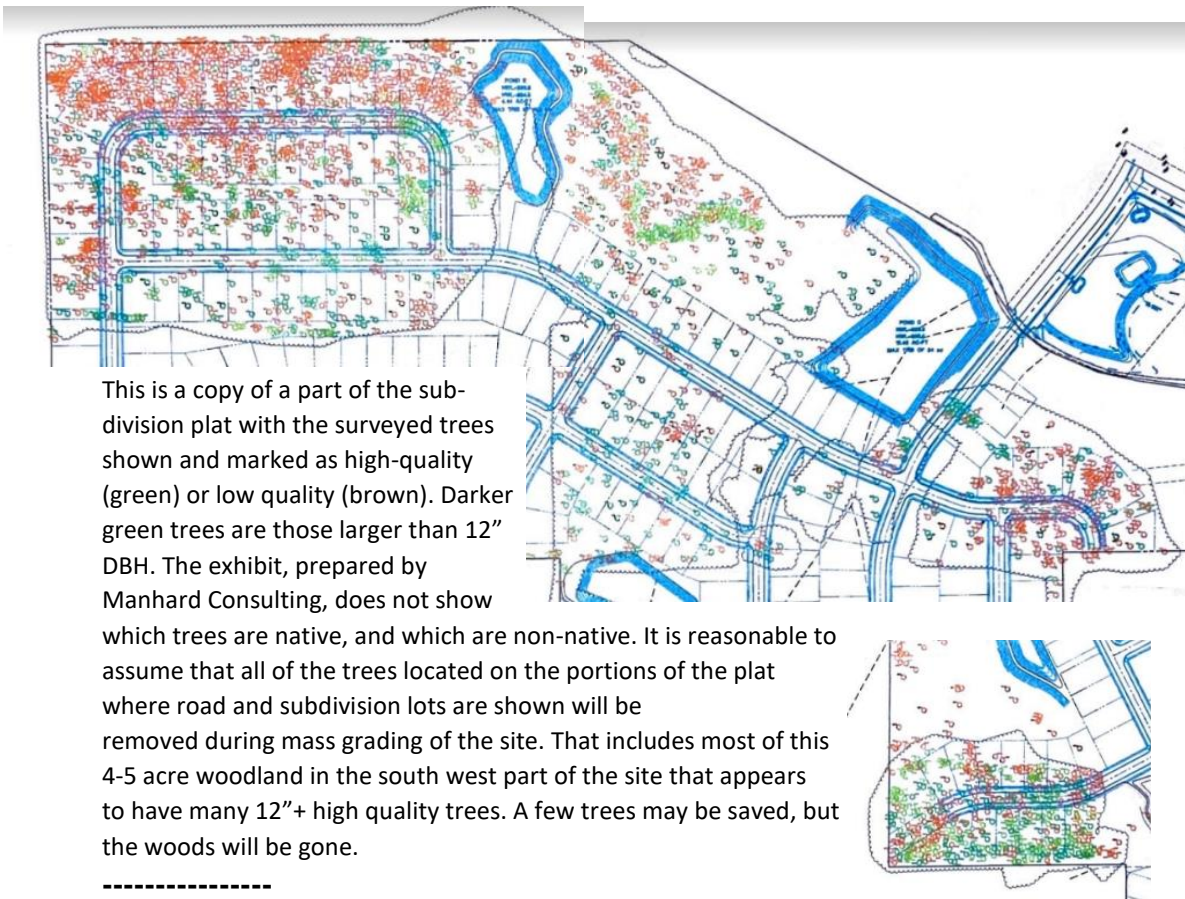 POND E
POND
This is a copy of a part of the sub-
division plat with the surveyed trees
shown and marked as high-quality
(green) or low quality (brown). Darker
green trees are those larger than 12”
DBH. The exhibit, prepared by
Manhard Consulting, does not show
which trees are native, and which are non-native. It is reasonable to
assume that all of the trees located on the portions of the plat
where road and subdivision lots are shown will be
removed during mass grading of the site. That includes most of this
4-5 acre woodland in the south west part of the site that appears
to have many 12”+ high quality trees. A few trees may be saved, but
the woods will be gone.
----------------